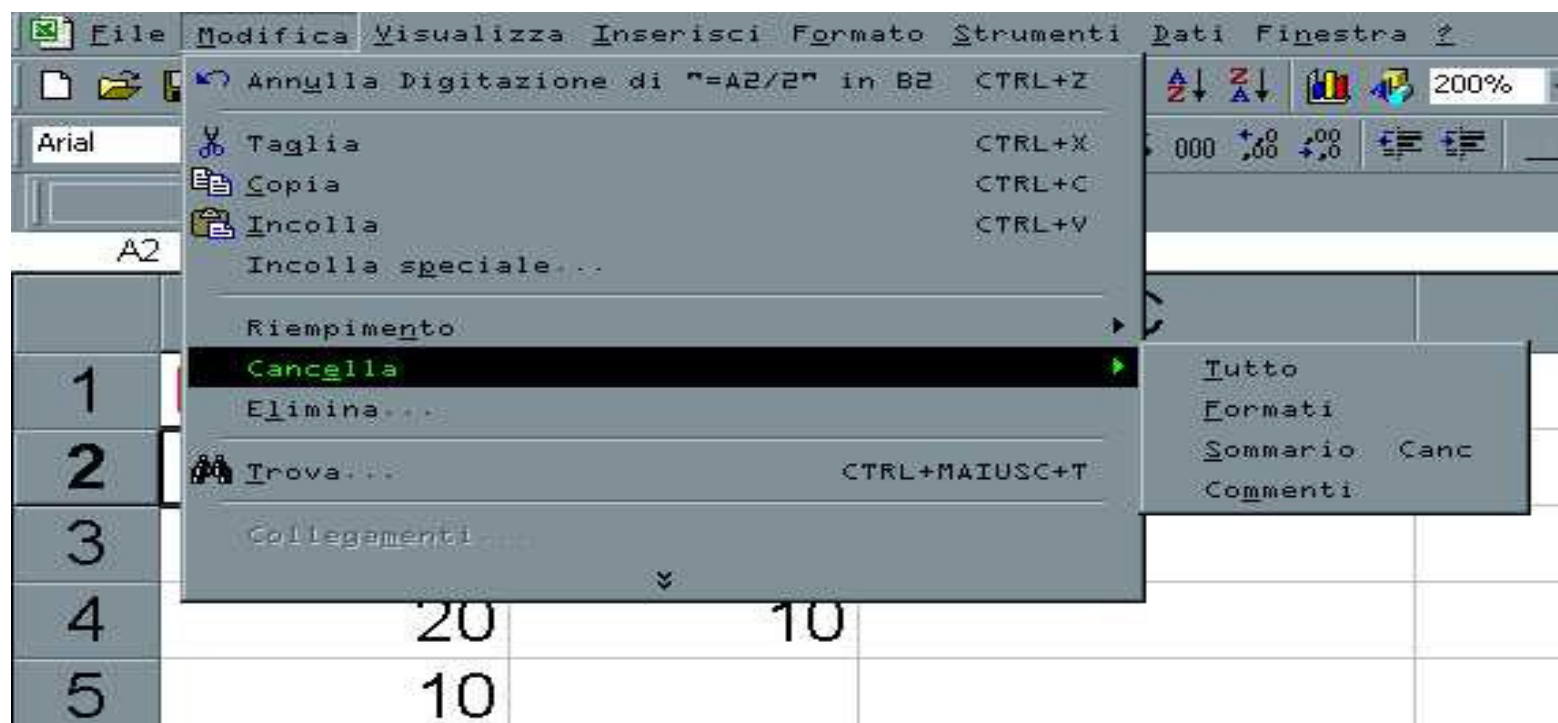 File Modifica Visualizza Inserisci Formato Strumenti Dati Finestra ?
Annulla Digitazione di "=A2/2" in B2 CTRL+Z
200%
Arial
Taglia CTRL+X
000
Copia CTRL+C
Incolla CTRL+V
A2
Incolla speciale...
C
Riempimento
Cancella
1
Tutto
Elimina...
Formati
2
Trova... CTRL+MAIUSC+T
Sommario Canc
Commenti
3
Collegamenti...
4 20 10
5 10